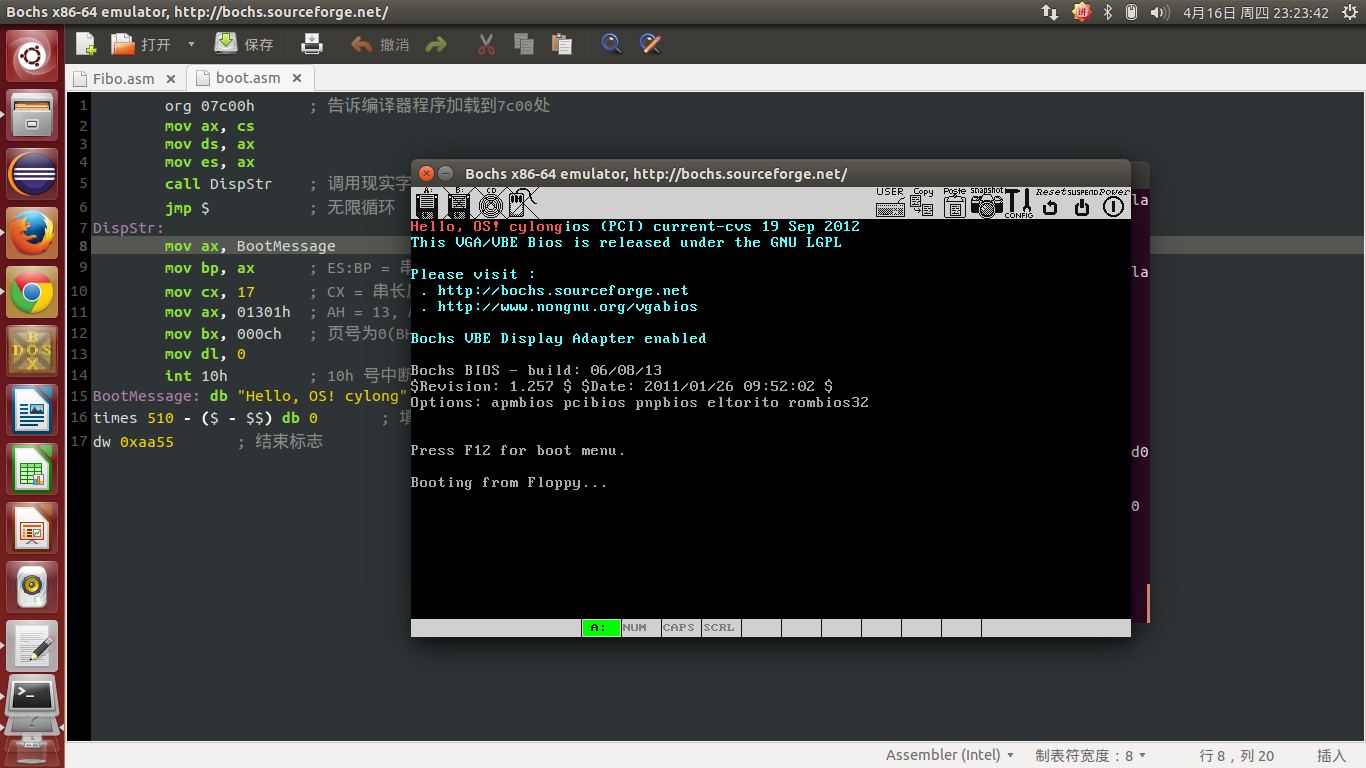 Bochs x86-64 emulator, http://bochs.sourceforge.net/
4月16日 周四 23:23:42
打开
保存
撤消
Fibo.asm
boot.asm
1 org 07c00h ; 告诉编译器程序加载到7c00处
2 mov ax, cs
3 mov ds, ax
4 mov es, ax
5 call DispStr ; 调用现实字
6 jmp $ ; 无限循环
7 DispStr:
8 mov ax, BootMessage
9 mov bp, ax ; ES:BP = 串
10 mov cx, 17 ; CX = 串长
11 mov ax, 01301h ; AH = 13,
12 mov bx, 000ch ; 页号为0(BH
13 mov dl, 0
14 int 10h ; 10h 号中断
15 BootMessage: db "Hello, OS! cylong"
16 times 510 - ($ - $$) db 0 ; 填
17 dw 0xaa55 ; 结束标志
Bochs x86-64 emulator, http://bochs.sourceforge.net/
A: B: CD
USER Copy Paste snapshot CONFIG Reset SUSPEND Power
Hello, OS! cylongios (PCI) current-cvs 19 Sep 2012
This VGA/VBE Bios is released under the GNU LGPL
Please visit :
. http://bochs.sourceforge.net
. http://www.nongnu.org/vgabios
Bochs VBE Display Adapter enabled
Bochs BIOS - build: 06/08/13
$Revision: 1.257 $ $Date: 2011/01/26 09:52:02 $
Options: apmbios pcibios pnpbios eltorito rombios32
Press F12 for boot menu.
Booting from Floppy...
A: NUM CAPS SCRL
la
la
d0
0
Assembler (Intel)
制表符宽度：8
行 8，列 20
插入